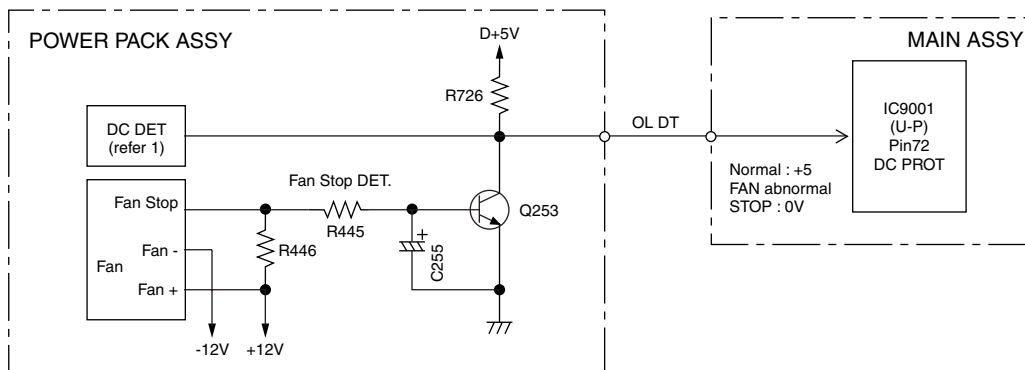 POWER PACK ASSY
D+5V
R726
DC DET
(refer 1)
Fan Stop DET.
Fan Stop
R445
Q253
R446
C255
+
Fan -
Fan
Fan +
-12V
+12V
OL DT
MAIN ASSY
IC9001
(U-P)
Pin72
DC PROT
Normal : +5
FAN abnormal
STOP : 0V